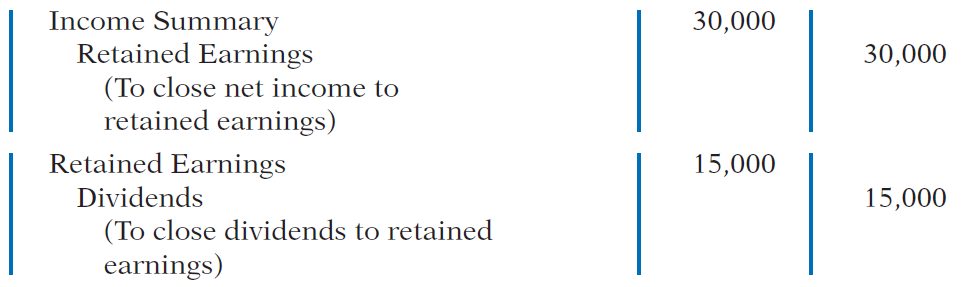 Income Summary 30,000
Retained Earnings 30,000
(To close net income to
retained earnings)
Retained Earnings 15,000
Dividends 15,000
(To close dividends to retained
earnings)